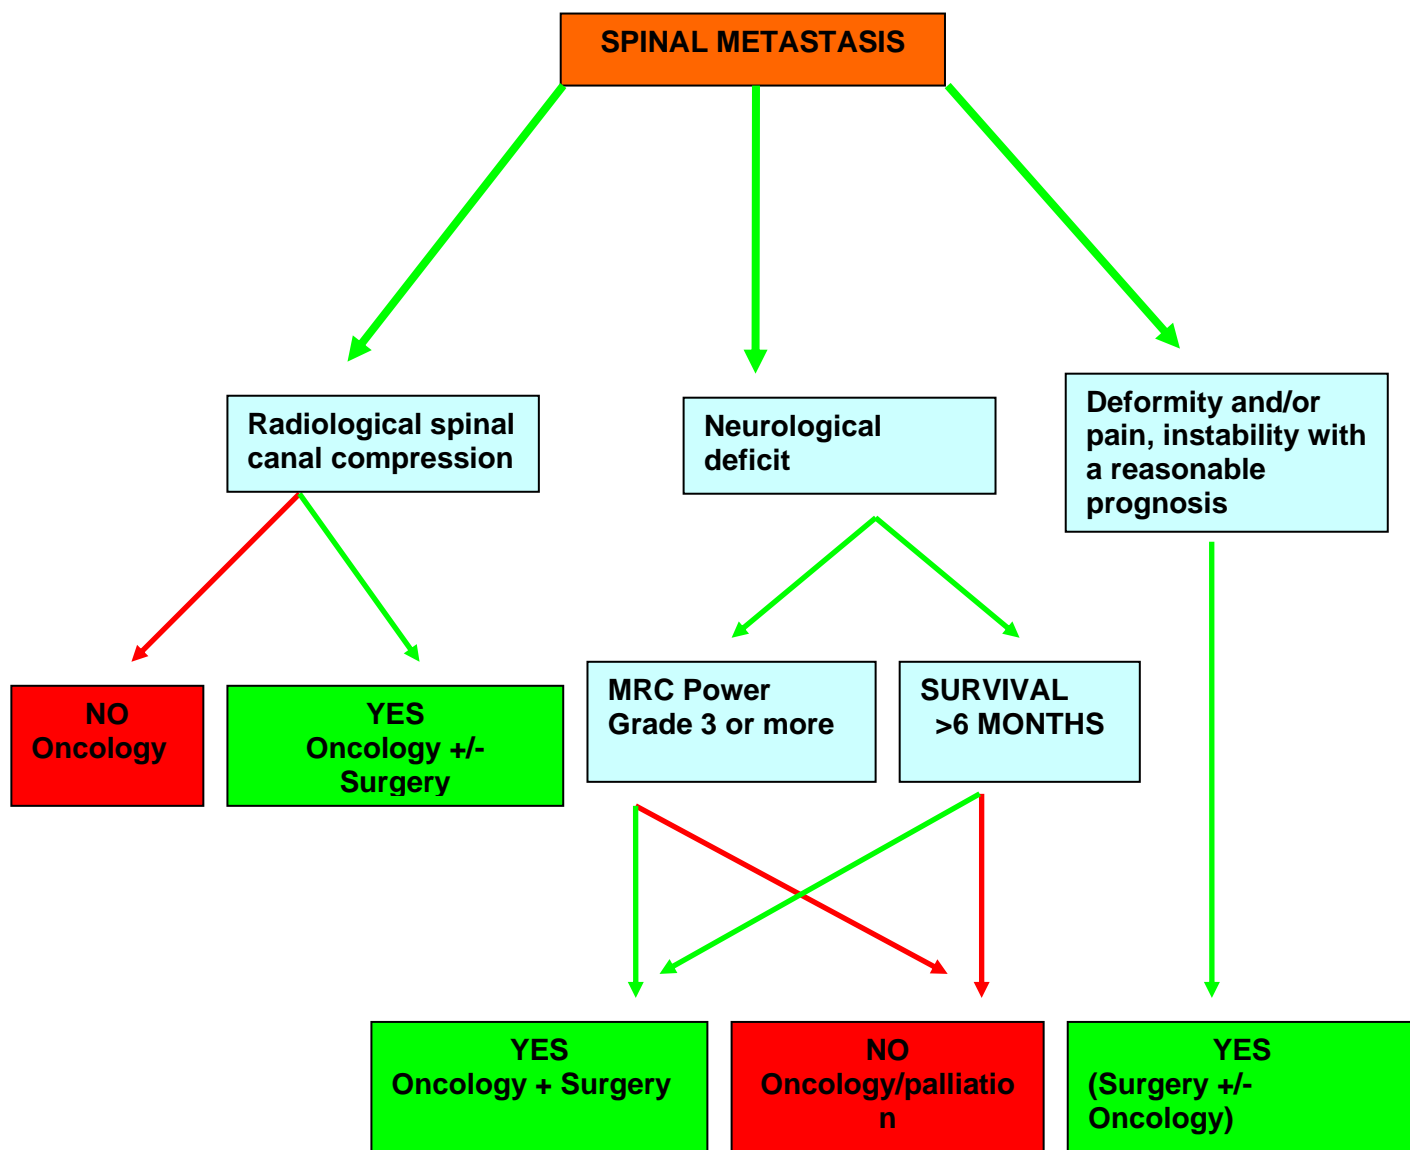 SPINAL METASTASIS
Radiological spinal
canal compression
Neurological
deficit
Deformity and/or
pain, instability with
a reasonable
prognosis
NO
Oncology
YES
Oncology +/-
Surgery
MRC Power
Grade 3 or more
SURVIVAL
>6 MONTHS
YES
Oncology + Surgery
NO
Oncology/palliatio
n
YES
(Surgery +/-
Oncology)